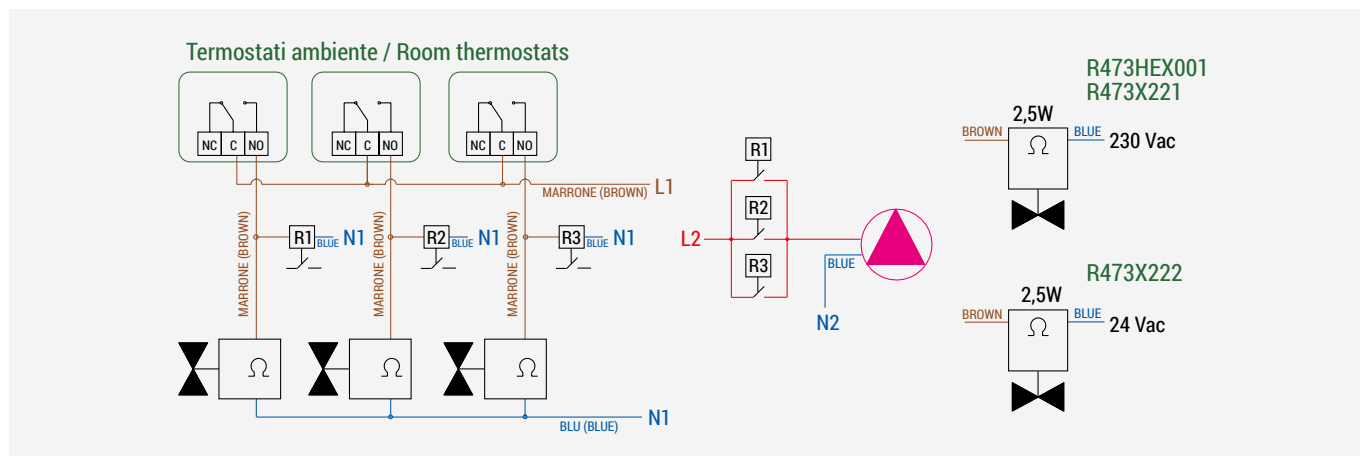 Termostati ambiente / Room thermostats
NC C NO
NC C NO
NC C NO
MARRONE (BROWN) L1
MARRONE (BROWN)
R1 BLUE N1
MARRONE (BROWN)
R2 BLUE N1
MARRONE (BROWN)
R3 BLUE N1
Ω
Ω
Ω
BLU (BLUE) N1
R1
R2
R3
L2
BLUE
N2
R473HEX001
R473X221
2,5W
BROWN Ω BLUE 230 Vac
R473X222
2,5W
BROWN Ω BLUE 24 Vac